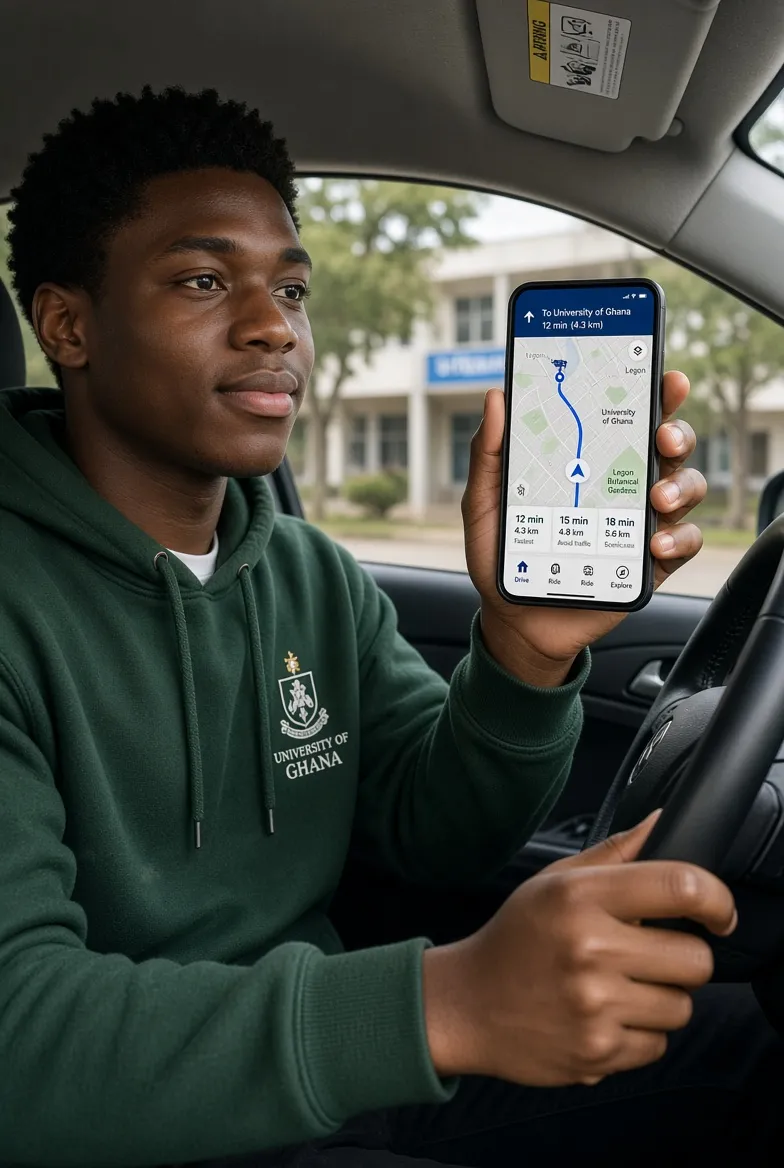 WARNING
To University of Ghana
12 min (4.3 km)
Legon
Legon
University
of Ghana
Legon
Botanical
Gardens
12 min
4.3 km
Fastest
15 min
4.8 km
Avoid traffic
18 min
5.6 km
Drive
Ride
Ride
Explore
UNIVERSITY OF
GHANA